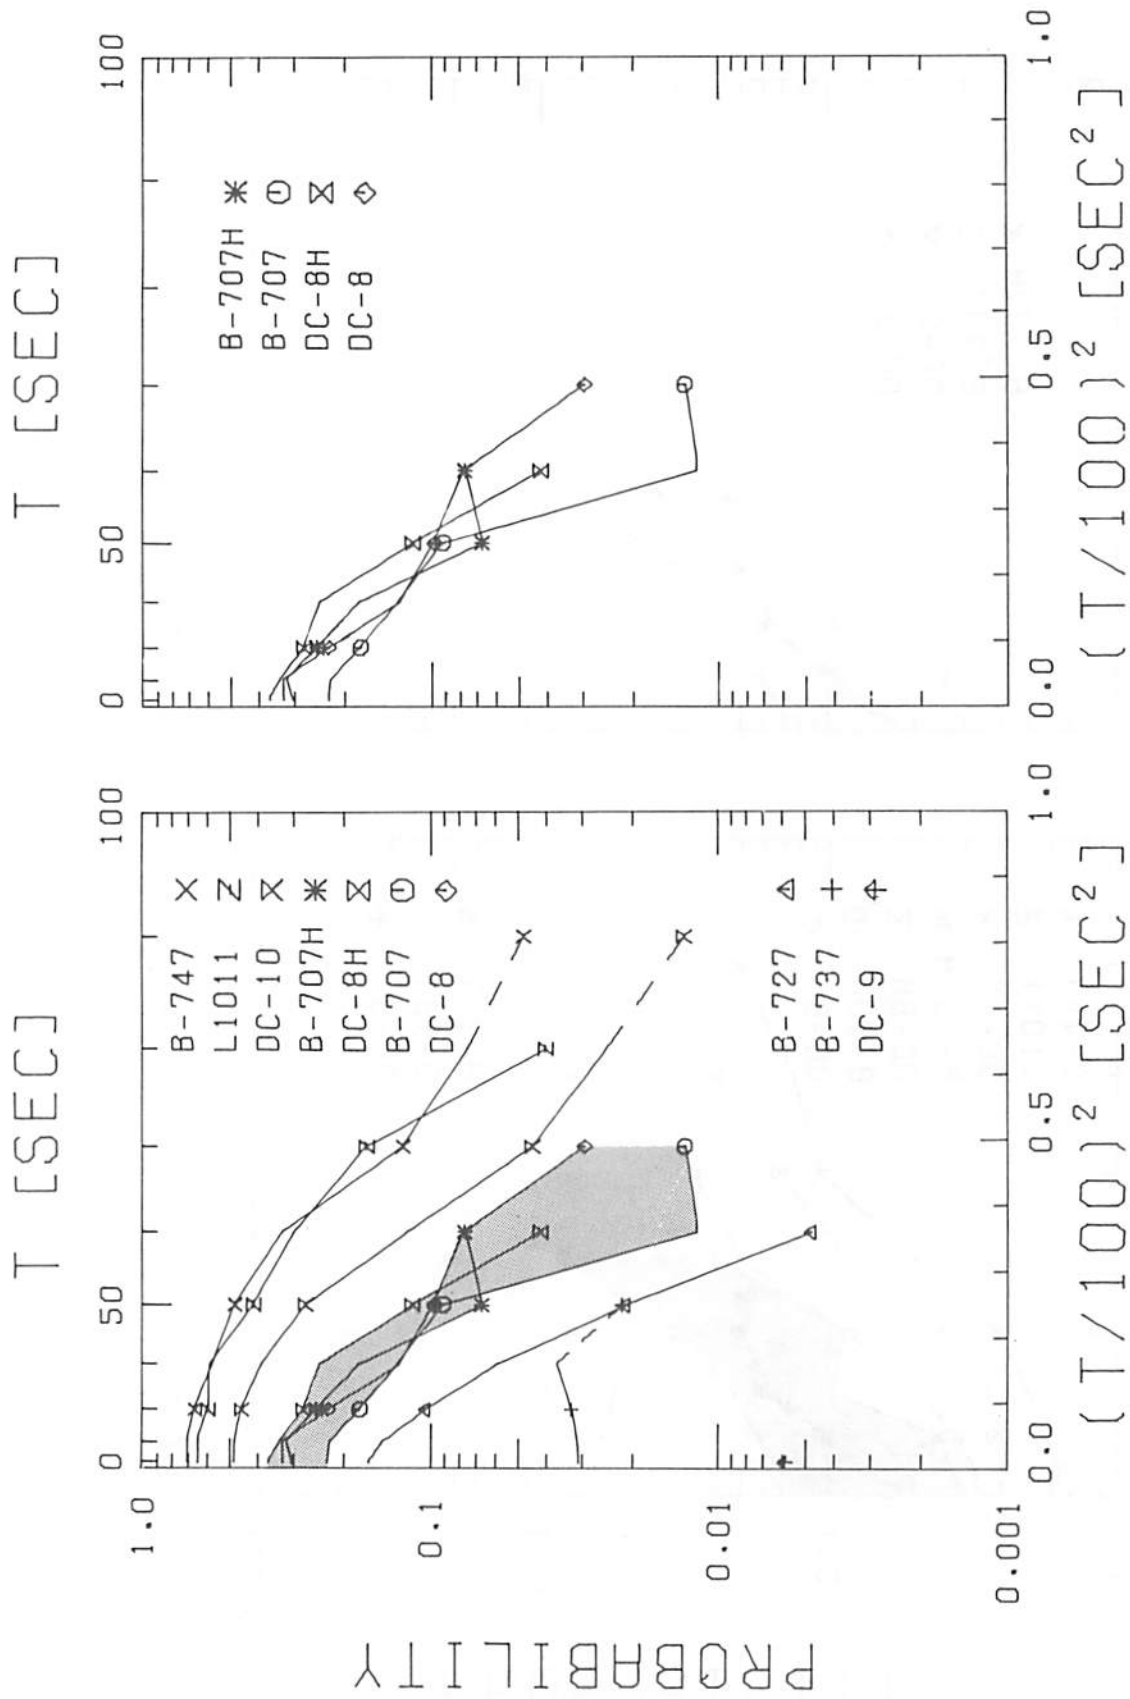 T [SEC]
0 50 100
B-747
L1011
DC-10
B-707H
DC-8H
B-707
DC-8
B-727
B-737
DC-9
1.0
0.1
0.01
0.001
PROBABILITY
0.0 0.5 1.0
(T/100)² [SEC²]
T [SEC]
0 50 100
B-707H
B-707
DC-8H
DC-8
0.0 0.5 1.0
(T/100)² [SEC²]